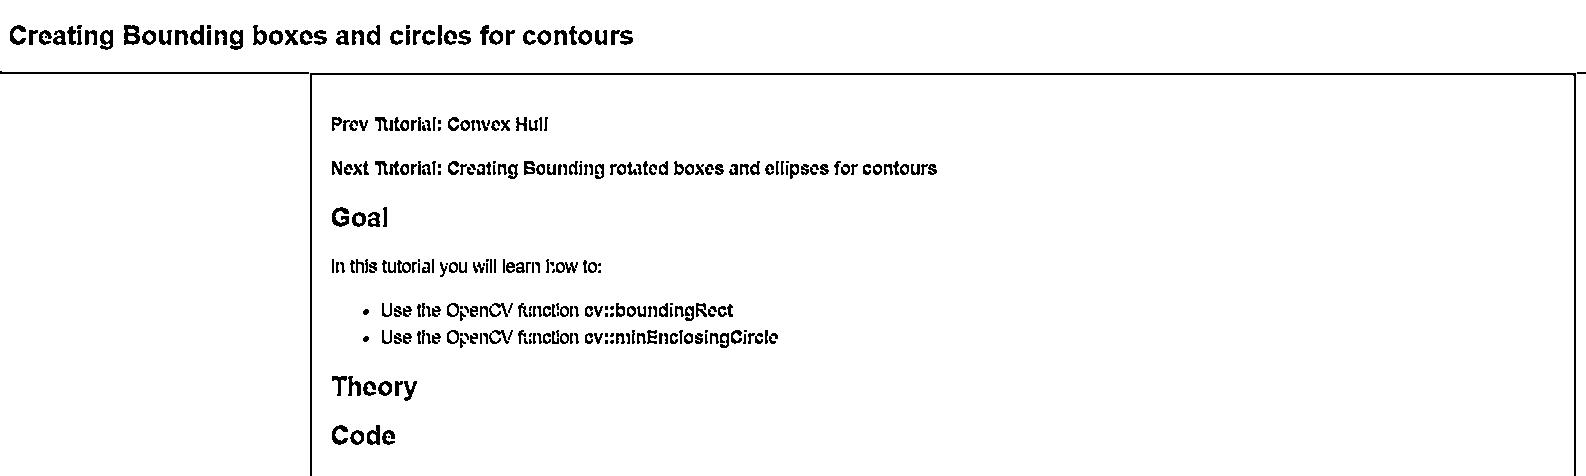 Creating Bounding boxes and circles for contours
Prev Tutorial: Convex Hull
Next Tutorial: Creating Bounding rotated boxes and ellipses for contours
Goal
In this tutorial you will learn how to:
• Use the OpenCV function cv::boundingRect
• Use the OpenCV function cv::minEnclosingCircle
Theory
Code